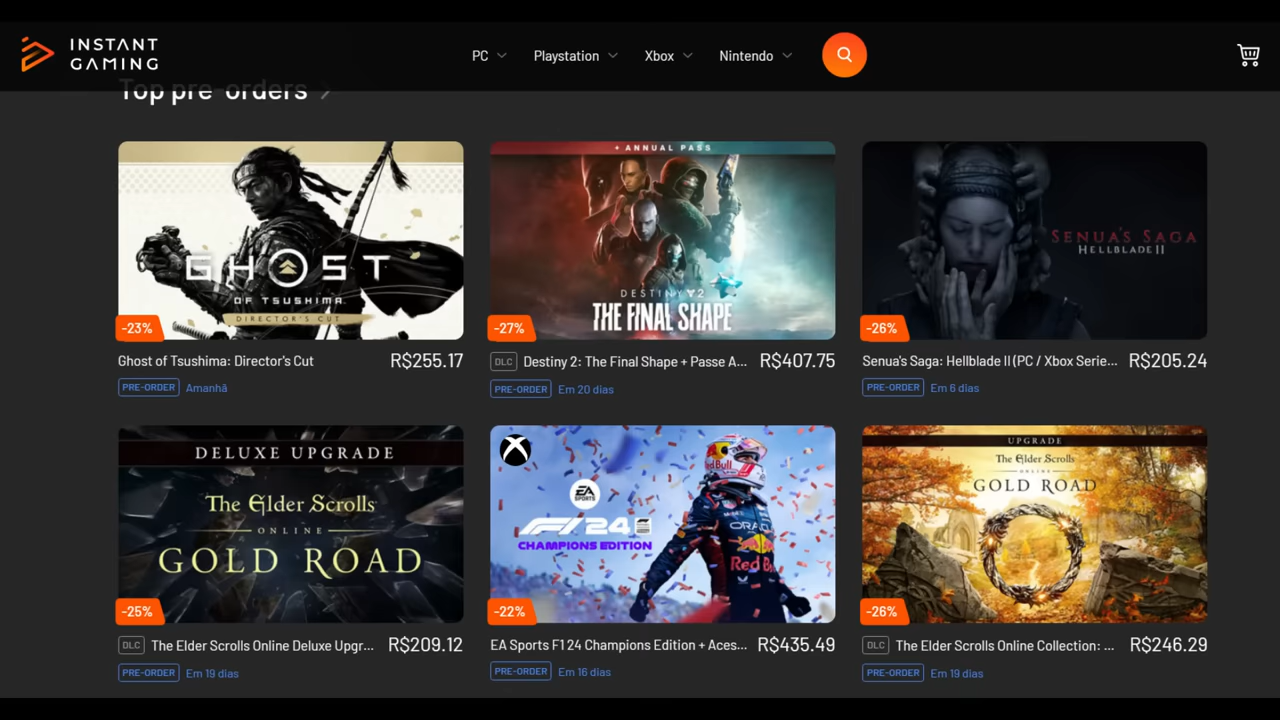 INSTANT
GAMING
PC
Playstation
Xbox
Nintendo
Top pre-orders
GHOST
OF TSUSHIMA
DIRECTOR'S CUT
-23%
Ghost of Tsushima: Director's Cut
R$255.17
PRE-ORDER
Amanhã
+ ANNUAL PASS
DESTINY 2
THE FINAL SHAPE
-27%
DLC
Destiny 2: The Final Shape + Passe A...
R$407.75
PRE-ORDER
Em 20 dias
SENUA'S SAGA
HELLBLADE II
-26%
Senua's Saga: Hellblade II (PC / Xbox Serie...
R$205.24
PRE-ORDER
Em 6 dias
DELUXE UPGRADE
The Elder Scrolls
ONLINE
GOLD ROAD
-25%
DLC
The Elder Scrolls Online Deluxe Upgr...
R$209.12
PRE-ORDER
Em 19 dias
EA
SPORTS
F1 24
CHAMPIONS EDITION
Red Bull
ORACLE
Red Bull
-22%
EA Sports F1 24 Champions Edition + Aces...
R$435.49
PRE-ORDER
Em 16 dias
UPGRADE
The Elder Scrolls
ONLINE
GOLD ROAD
-26%
DLC
The Elder Scrolls Online Collection: ...
R$246.29
PRE-ORDER
Em 19 dias